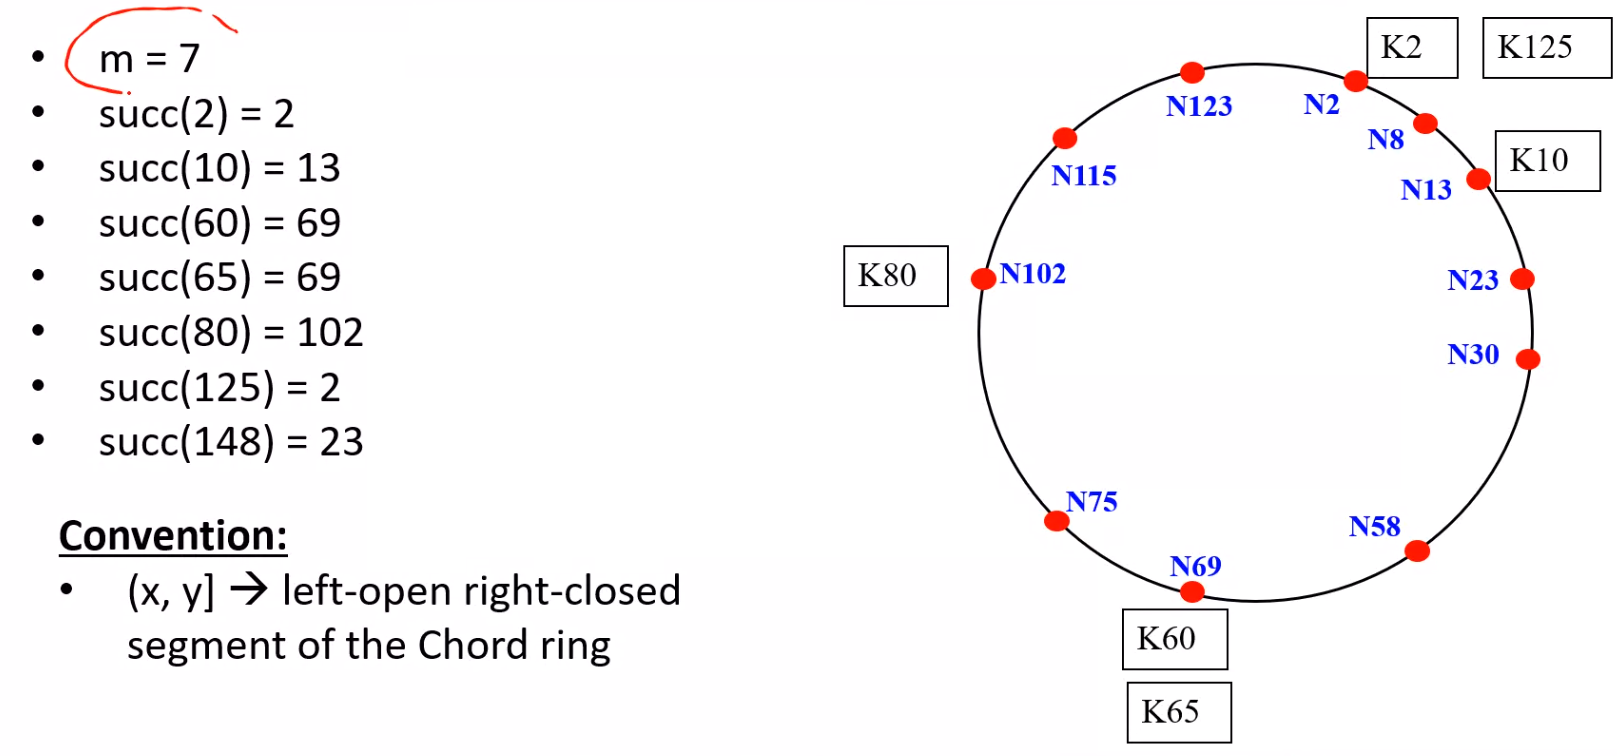 • m = 7
• succ(2) = 2
• succ(10) = 13
• succ(60) = 69
• succ(65) = 69
• succ(80) = 102
• succ(125) = 2
• succ(148) = 23
Convention:
• (x, y] → left-open right-closed
segment of the Chord ring
K2
K125
N123
N2
N8
K10
N115
N13
K80
N102
N23
N30
N75
N58
N69
K60
K65